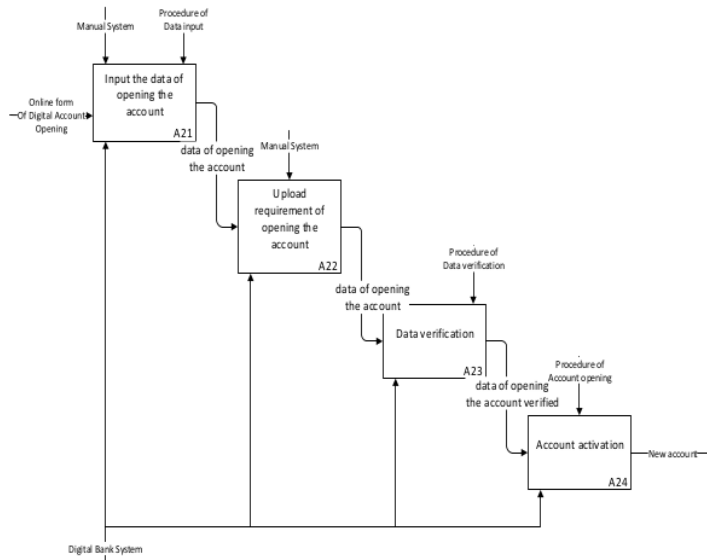 Manual System
Procedure of
Data input
Input the data of
opening the
account
A21
Online form
Of Digital Account
Opening
data of opening
the account
Manual System
Upload
requirement of
opening the
account
A22
data of opening
the account
Procedure of
Data verification
Data verification
A23
data of opening
the account verified
Procedure of
Account opening
Account activation
A24
New account
Digital Bank System